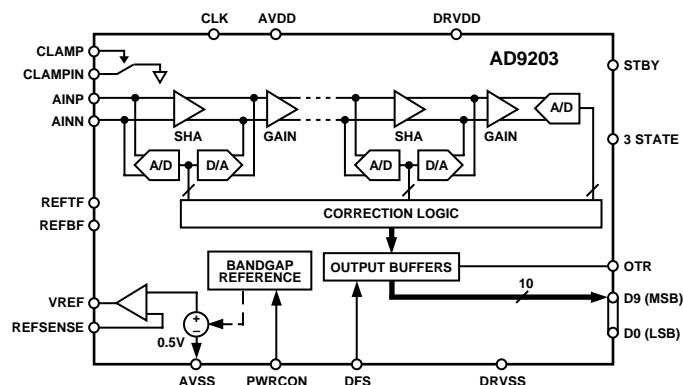 CLK AVDD DRVDD
CLAMP
AD9203
CLAMPIN
STBY
AINP
A/D
AINN
SHA GAIN SHA GAIN
3 STATE
A/D D/A A/D D/A
REFTF
CORRECTION LOGIC
REFBF
BANDGAP
REFERENCE
OUTPUT BUFFERS
OTR
10
VREF
D9 (MSB)
+
–
REFSENSE
0.5V
D0 (LSB)
AVSS PWRCON DFS DRVSS